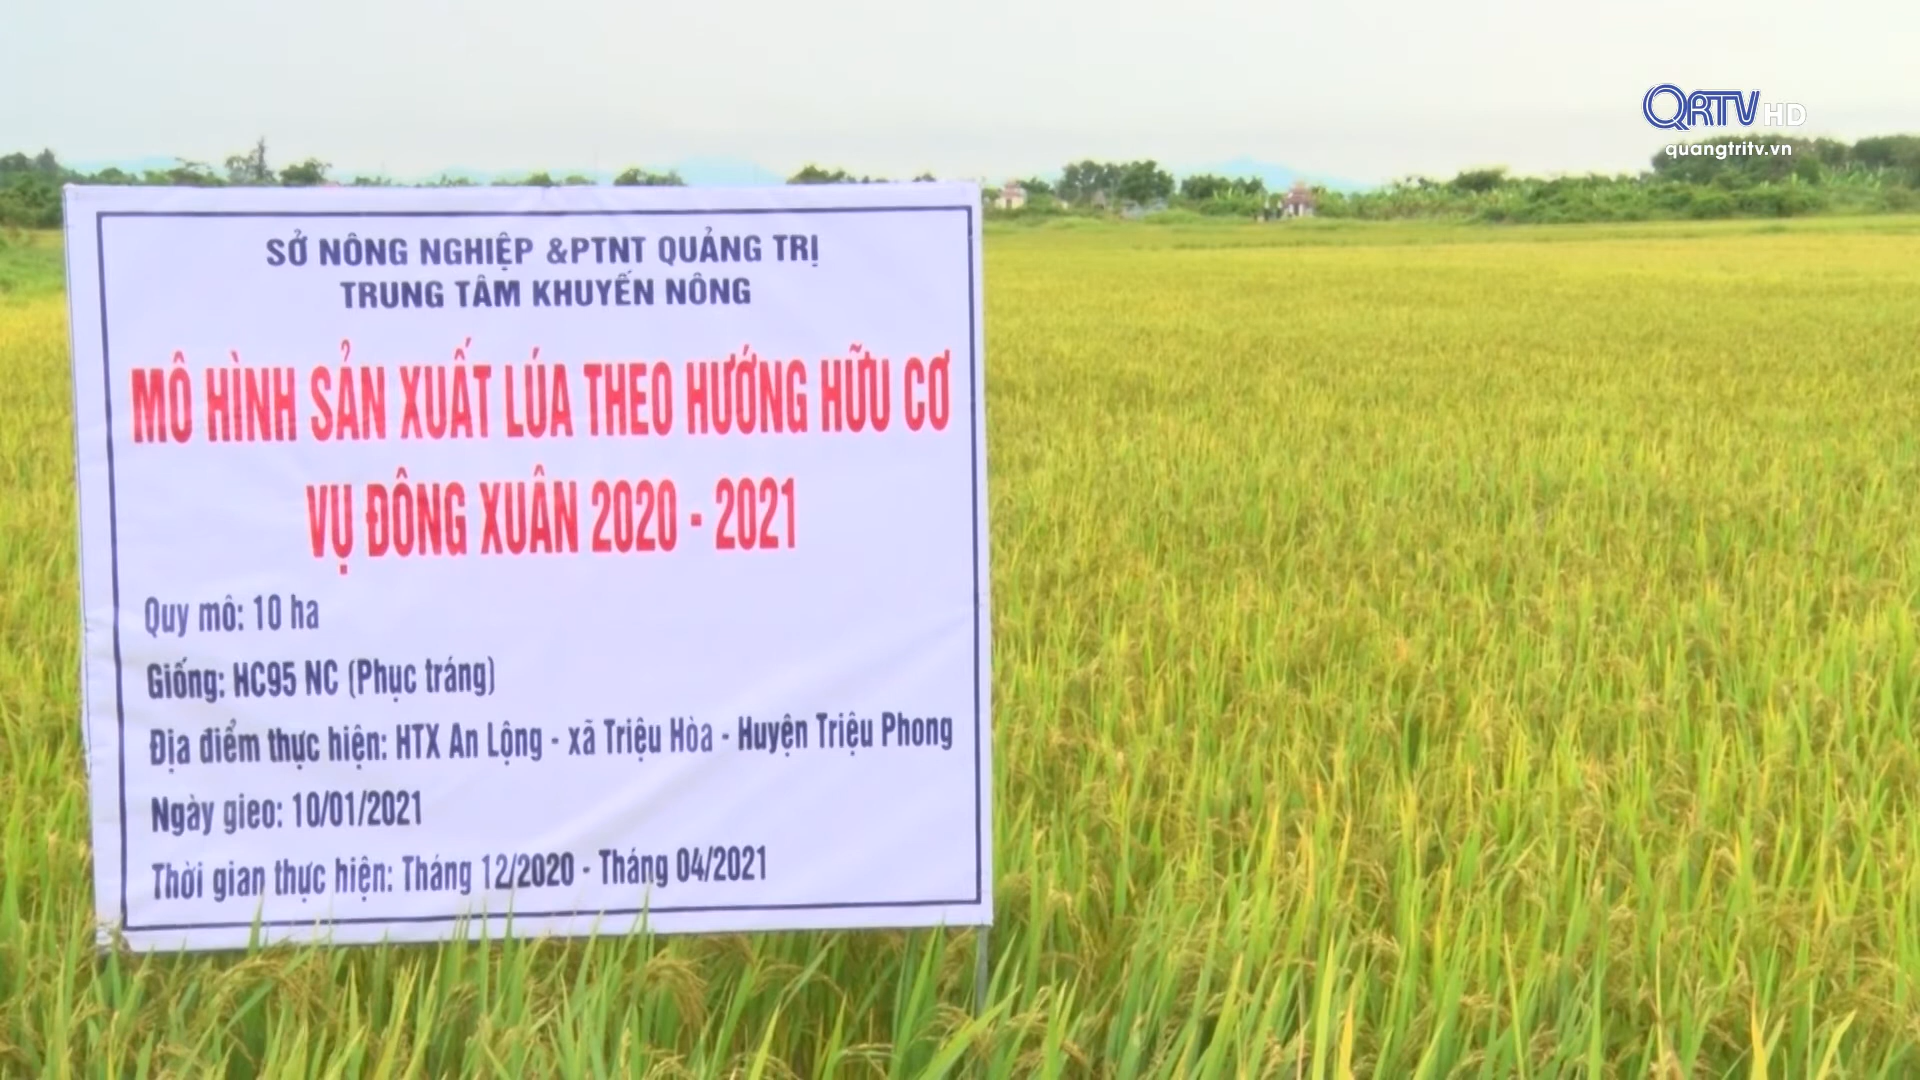 QRTV HD
quangtritv.vn
SỞ NÔNG NGHIỆP &PTNT QUẢNG TRỊ
TRUNG TÂM KHUYẾN NÔNG
MÔ HÌNH SẢN XUẤT LÚA THEO HƯỚNG HỮU CƠ
VỤ ĐÔNG XUÂN 2020 - 2021
Quy mô: 10 ha
Giống: HC95 NC (Phục tráng)
Địa điểm thực hiện: HTX An Lộng - xã Triệu Hòa - Huyện Triệu Phong
Ngày gieo: 10/01/2021
Thời gian thực hiện: Tháng 12/2020 - Tháng 04/2021